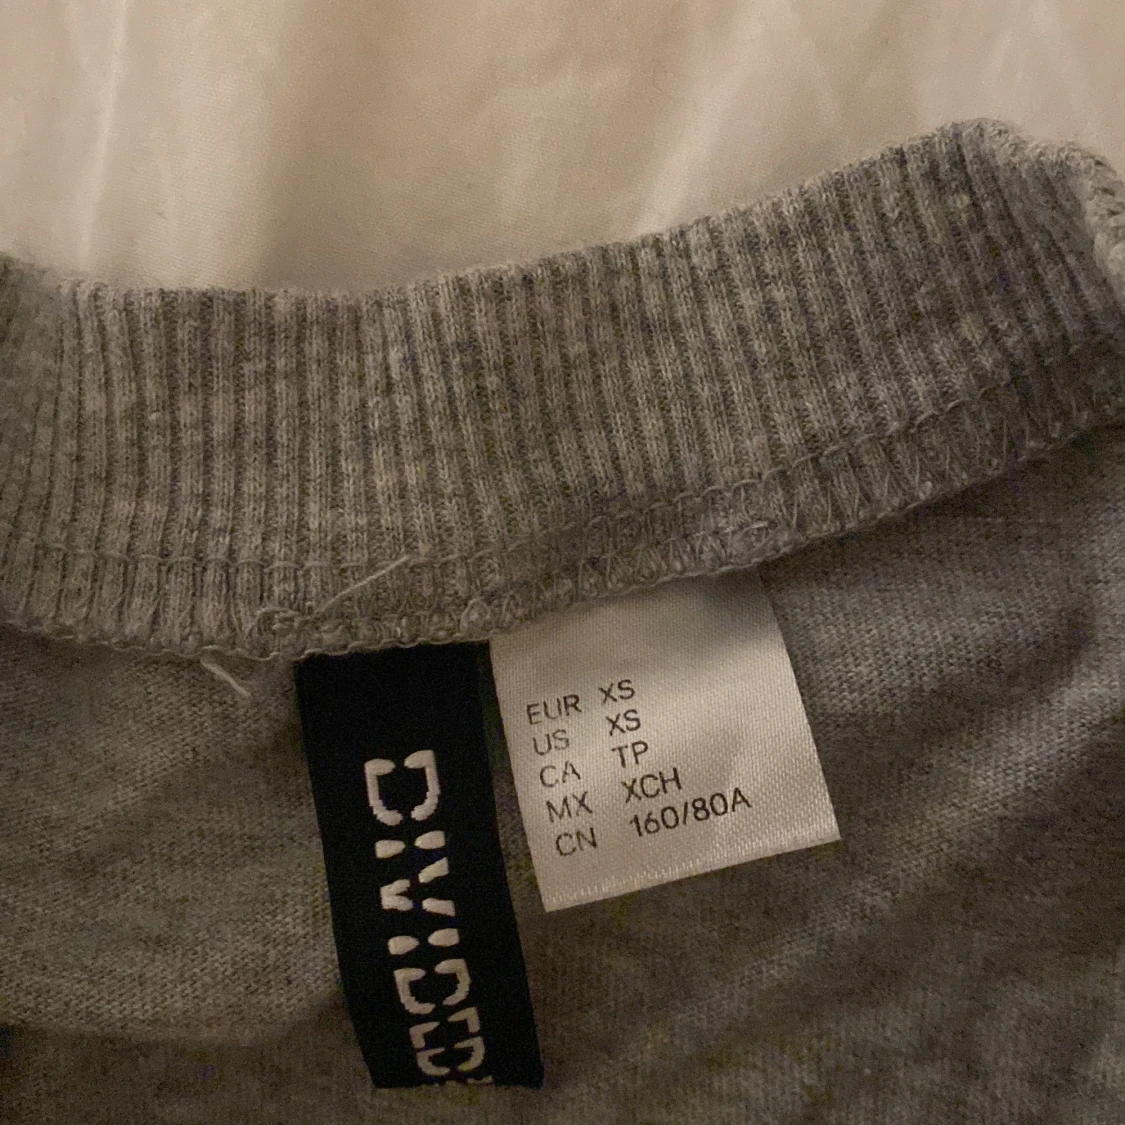 DIVIDED
EUR XS
US XS
CA TP
MX XCH
CN 160/80A